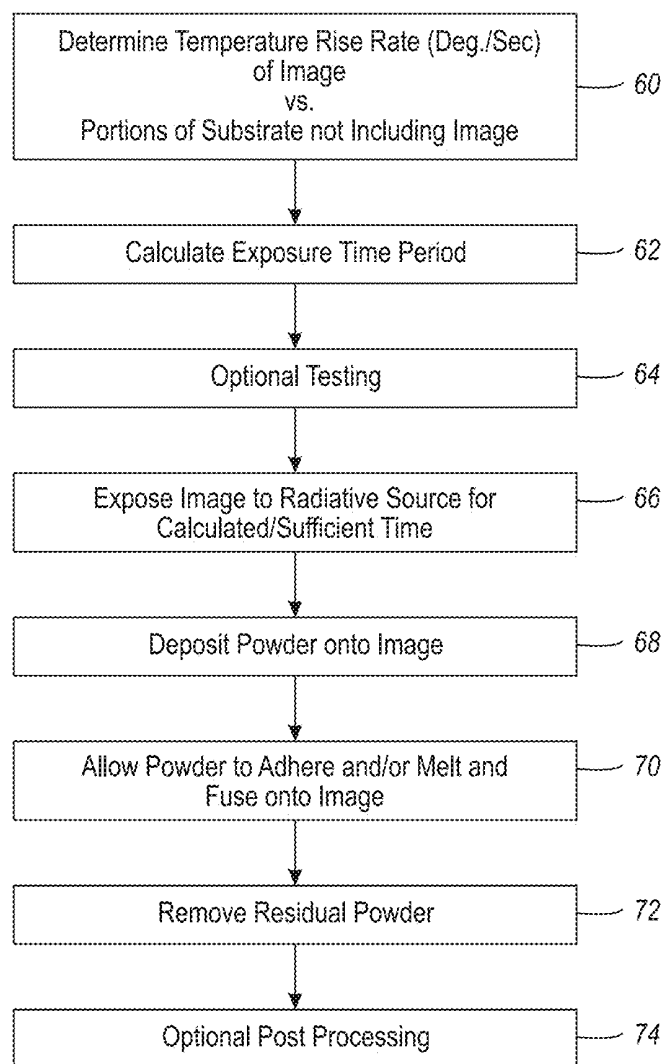 Determine Temperature Rise Rate (Deg./Sec)
of Image
vs.
Portions of Substrate not Including Image
60
Calculate Exposure Time Period
62
Optional Testing
64
Expose Image to Radiative Source for
Calculated/Sufficient Time
66
Deposit Powder onto Image
68
Allow Powder to Adhere and/or Melt and
Fuse onto Image
70
Remove Residual Powder
72
Optional Post Processing
74